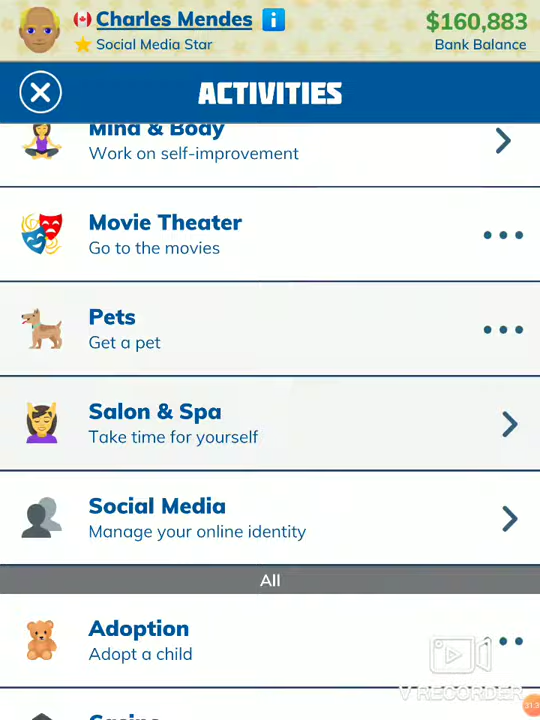 Charles Mendes
$160,883
Social Media Star
Bank Balance
ACTIVITIES
Mind & Body
Work on self-improvement
Movie Theater
Go to the movies
Pets
Get a pet
Salon & Spa
Take time for yourself
Social Media
Manage your online identity
All
Adoption
Adopt a child
V RECORDER
Casino